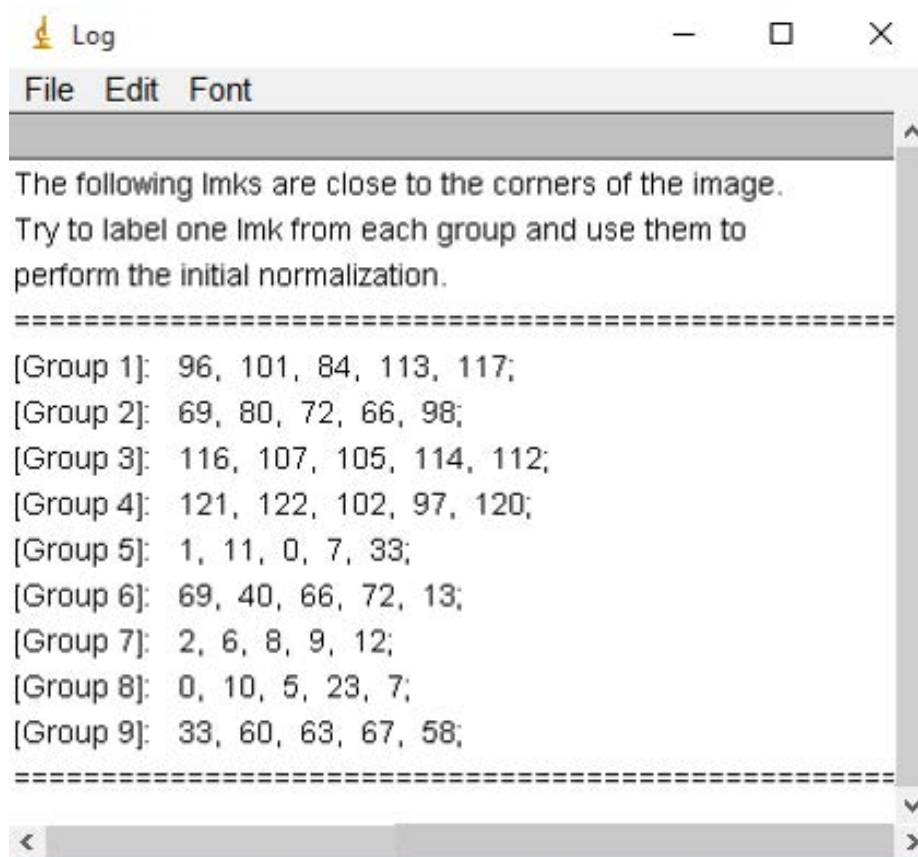 Log
File Edit Font
The following lmks are close to the corners of the image.
Try to label one lmk from each group and use them to
perform the initial normalization.
====================================================
[Group 1]: 96, 101, 84, 113, 117;
[Group 2]: 69, 80, 72, 66, 98;
[Group 3]: 116, 107, 105, 114, 112;
[Group 4]: 121, 122, 102, 97, 120;
[Group 5]: 1, 11, 0, 7, 33;
[Group 6]: 69, 40, 66, 72, 13;
[Group 7]: 2, 6, 8, 9, 12;
[Group 8]: 0, 10, 5, 23, 7;
[Group 9]: 33, 60, 63, 67, 58;
====================================================